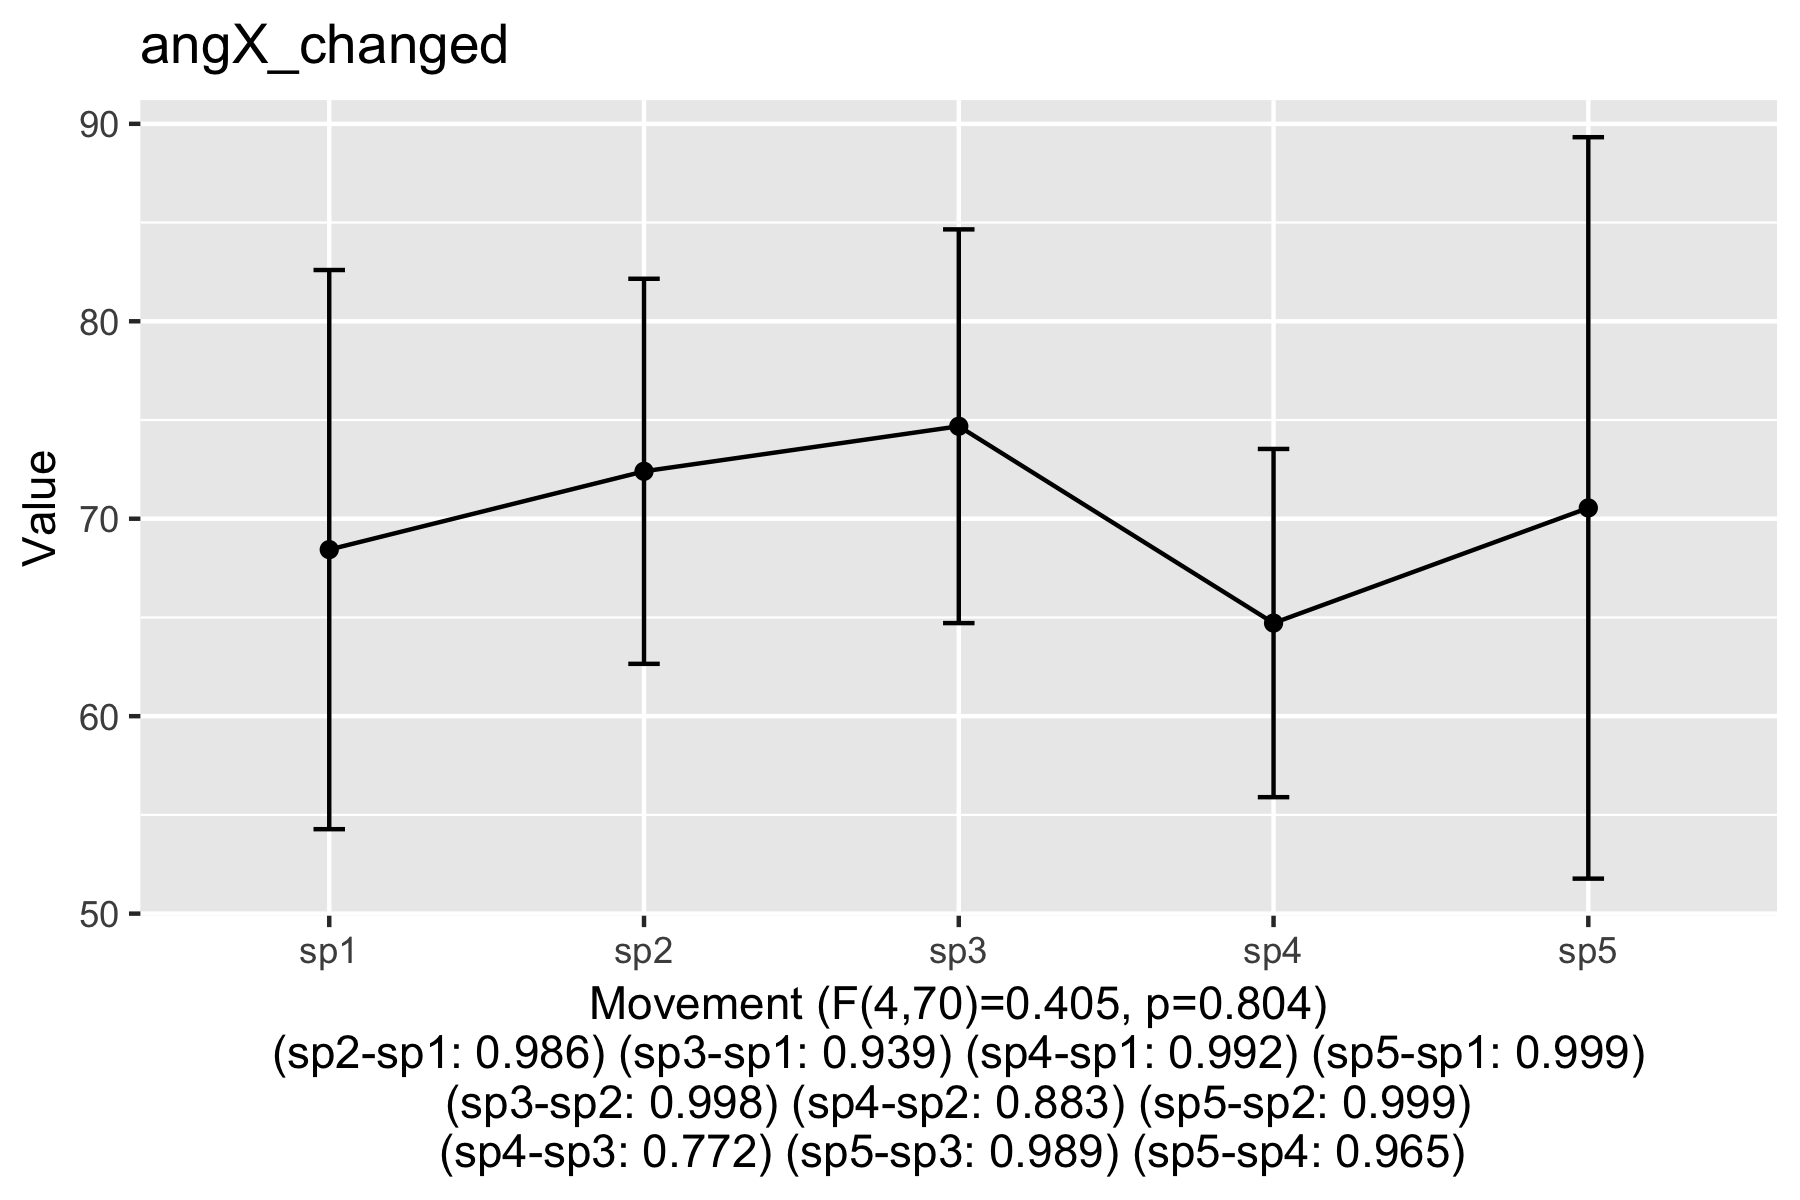 angX_changed
90
80
70
60
50
Value
sp1 sp2 sp3 sp4 sp5
Movement (F(4,70)=0.405, p=0.804)
(sp2-sp1: 0.986) (sp3-sp1: 0.939) (sp4-sp1: 0.992) (sp5-sp1: 0.999)
(sp3-sp2: 0.998) (sp4-sp2: 0.883) (sp5-sp2: 0.999)
(sp4-sp3: 0.772) (sp5-sp3: 0.989) (sp5-sp4: 0.965)